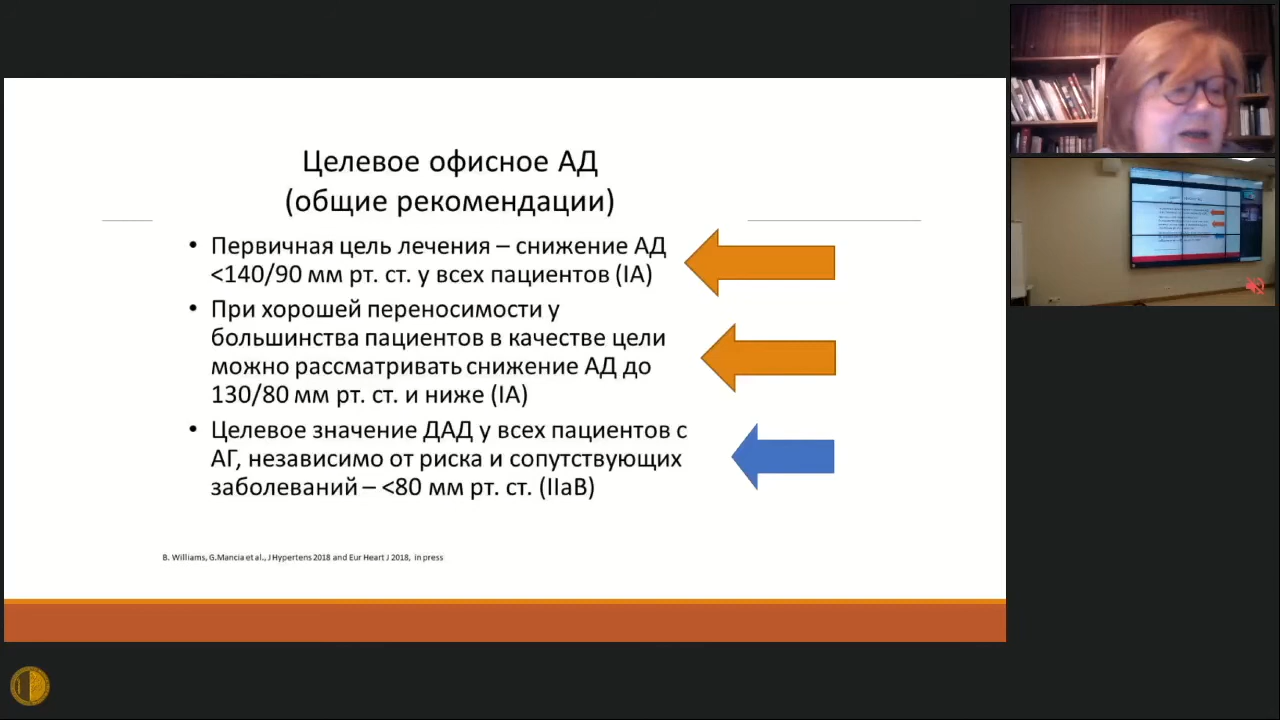 Целевое офисное АД
(общие рекомендации)
• Первичная цель лечения – снижение АД
<140/90 мм рт. ст. у всех пациентов (IA)
• При хорошей переносимости у
большинства пациентов в качестве цели
можно рассматривать снижение АД до
130/80 мм рт. ст. и ниже (IA)
• Целевое значение ДАД у всех пациентов с
АГ, независимо от риска и сопутствующих
заболеваний – <80 мм рт. ст. (IIaB)
B. Williams, G.Mancia et al., J Hypertens 2018 and Eur Heart J 2018, in press